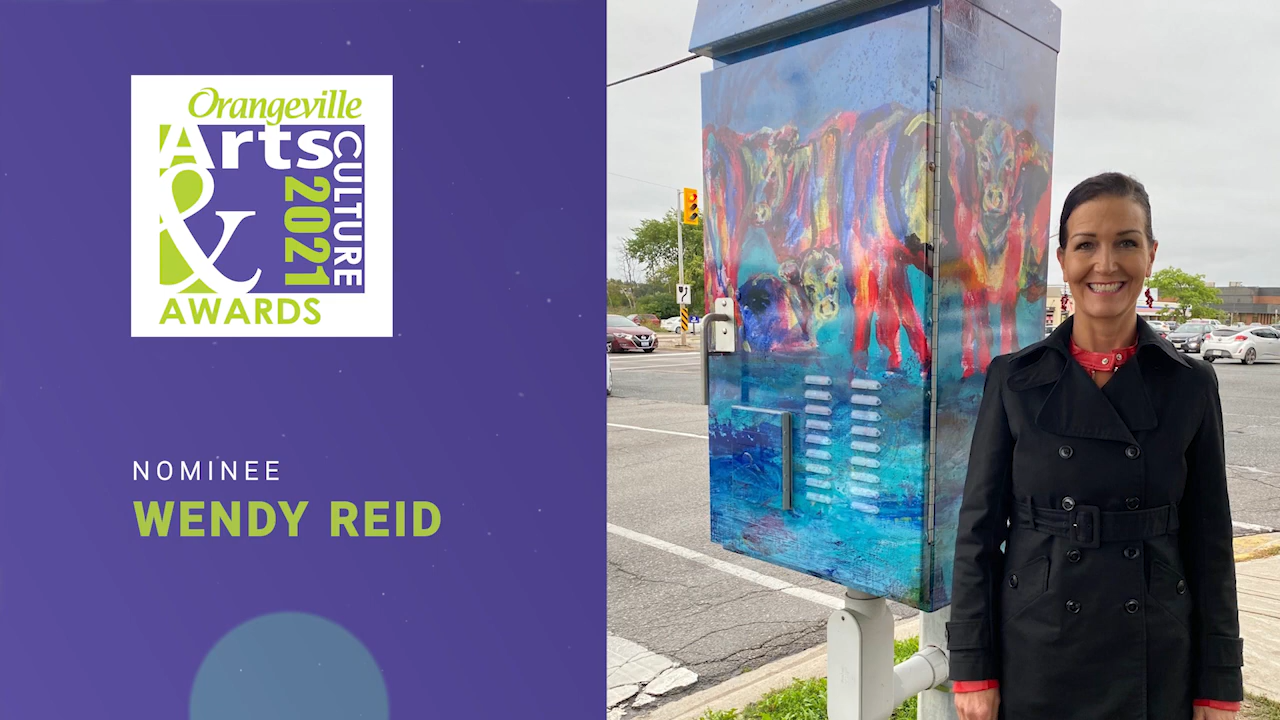 Orangeville
Arts
&
CULTURE
2021
AWARDS
NOMINEE
WENDY REID